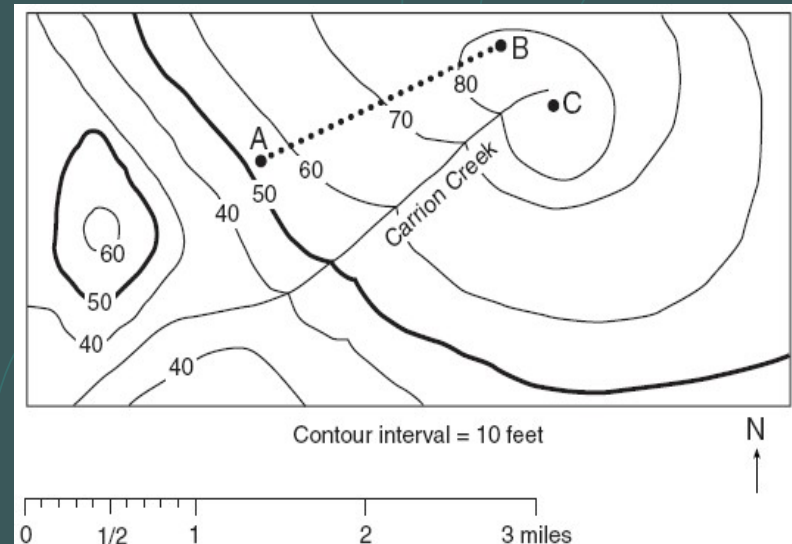 B
80
C
70
A
60
Carrion Creek
50
40
60
50
40
40
Contour interval = 10 feet
N
0 1/2 1 2 3 miles